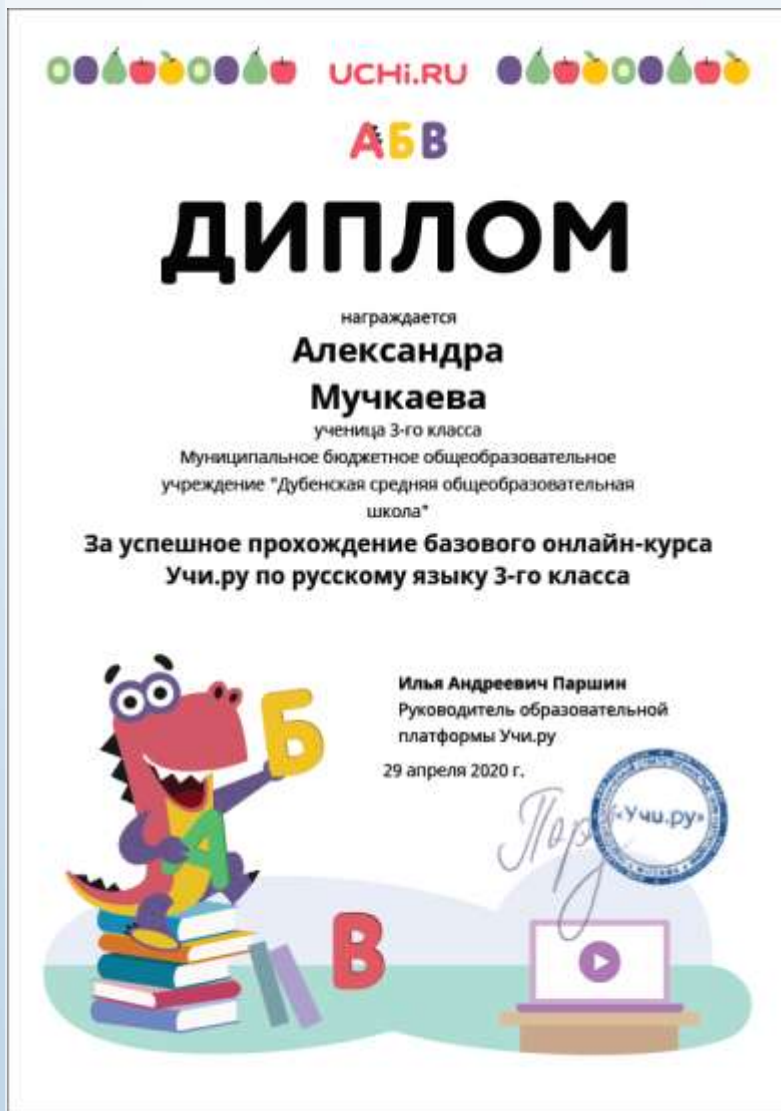 UCHi.RU
АБВ
ДИПЛОМ
награждается
Александра
Мучкаева
ученица 3-го класса
Муниципальное бюджетное общеобразовательное
учреждение "Дубенская средняя общеобразовательная
школа"
За успешное прохождение базового онлайн-курса
Учи.ру по русскому языку 3-го класса
Илья Андреевич Паршин
Руководитель образовательной
платформы Учи.ру
29 апреля 2020 г.
«Учи.ру»
Б
А
В